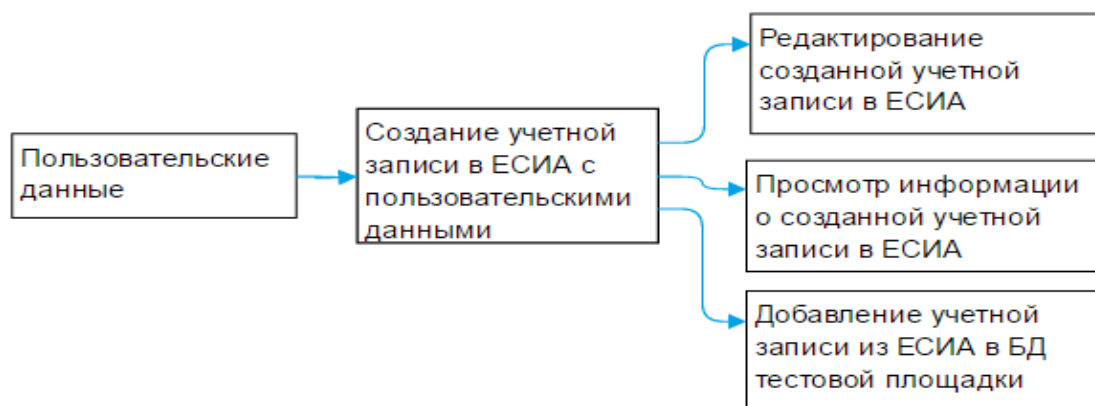 Пользовательские
данные
Создание учетной
записи в ЕСИА с
пользовательскими
данными
Редактирование
созданной учетной
записи в ЕСИА
Просмотр информации
о созданной учетной
записи в ЕСИА
Добавление учетной
записи из ЕСИА в БД
тестовой площадки